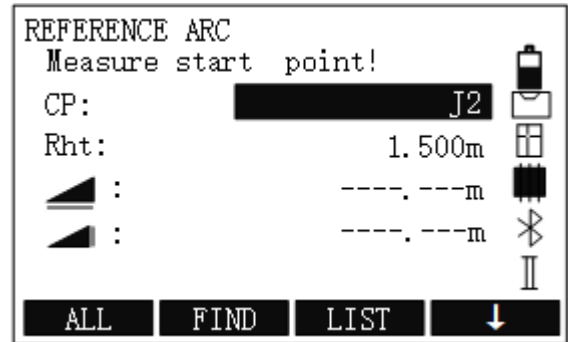 REFERENCE ARC
Measure start point!
CP: J2
Rht: 1.500m
: ----.---m
: ----.---m
ALL FIND LIST ↓